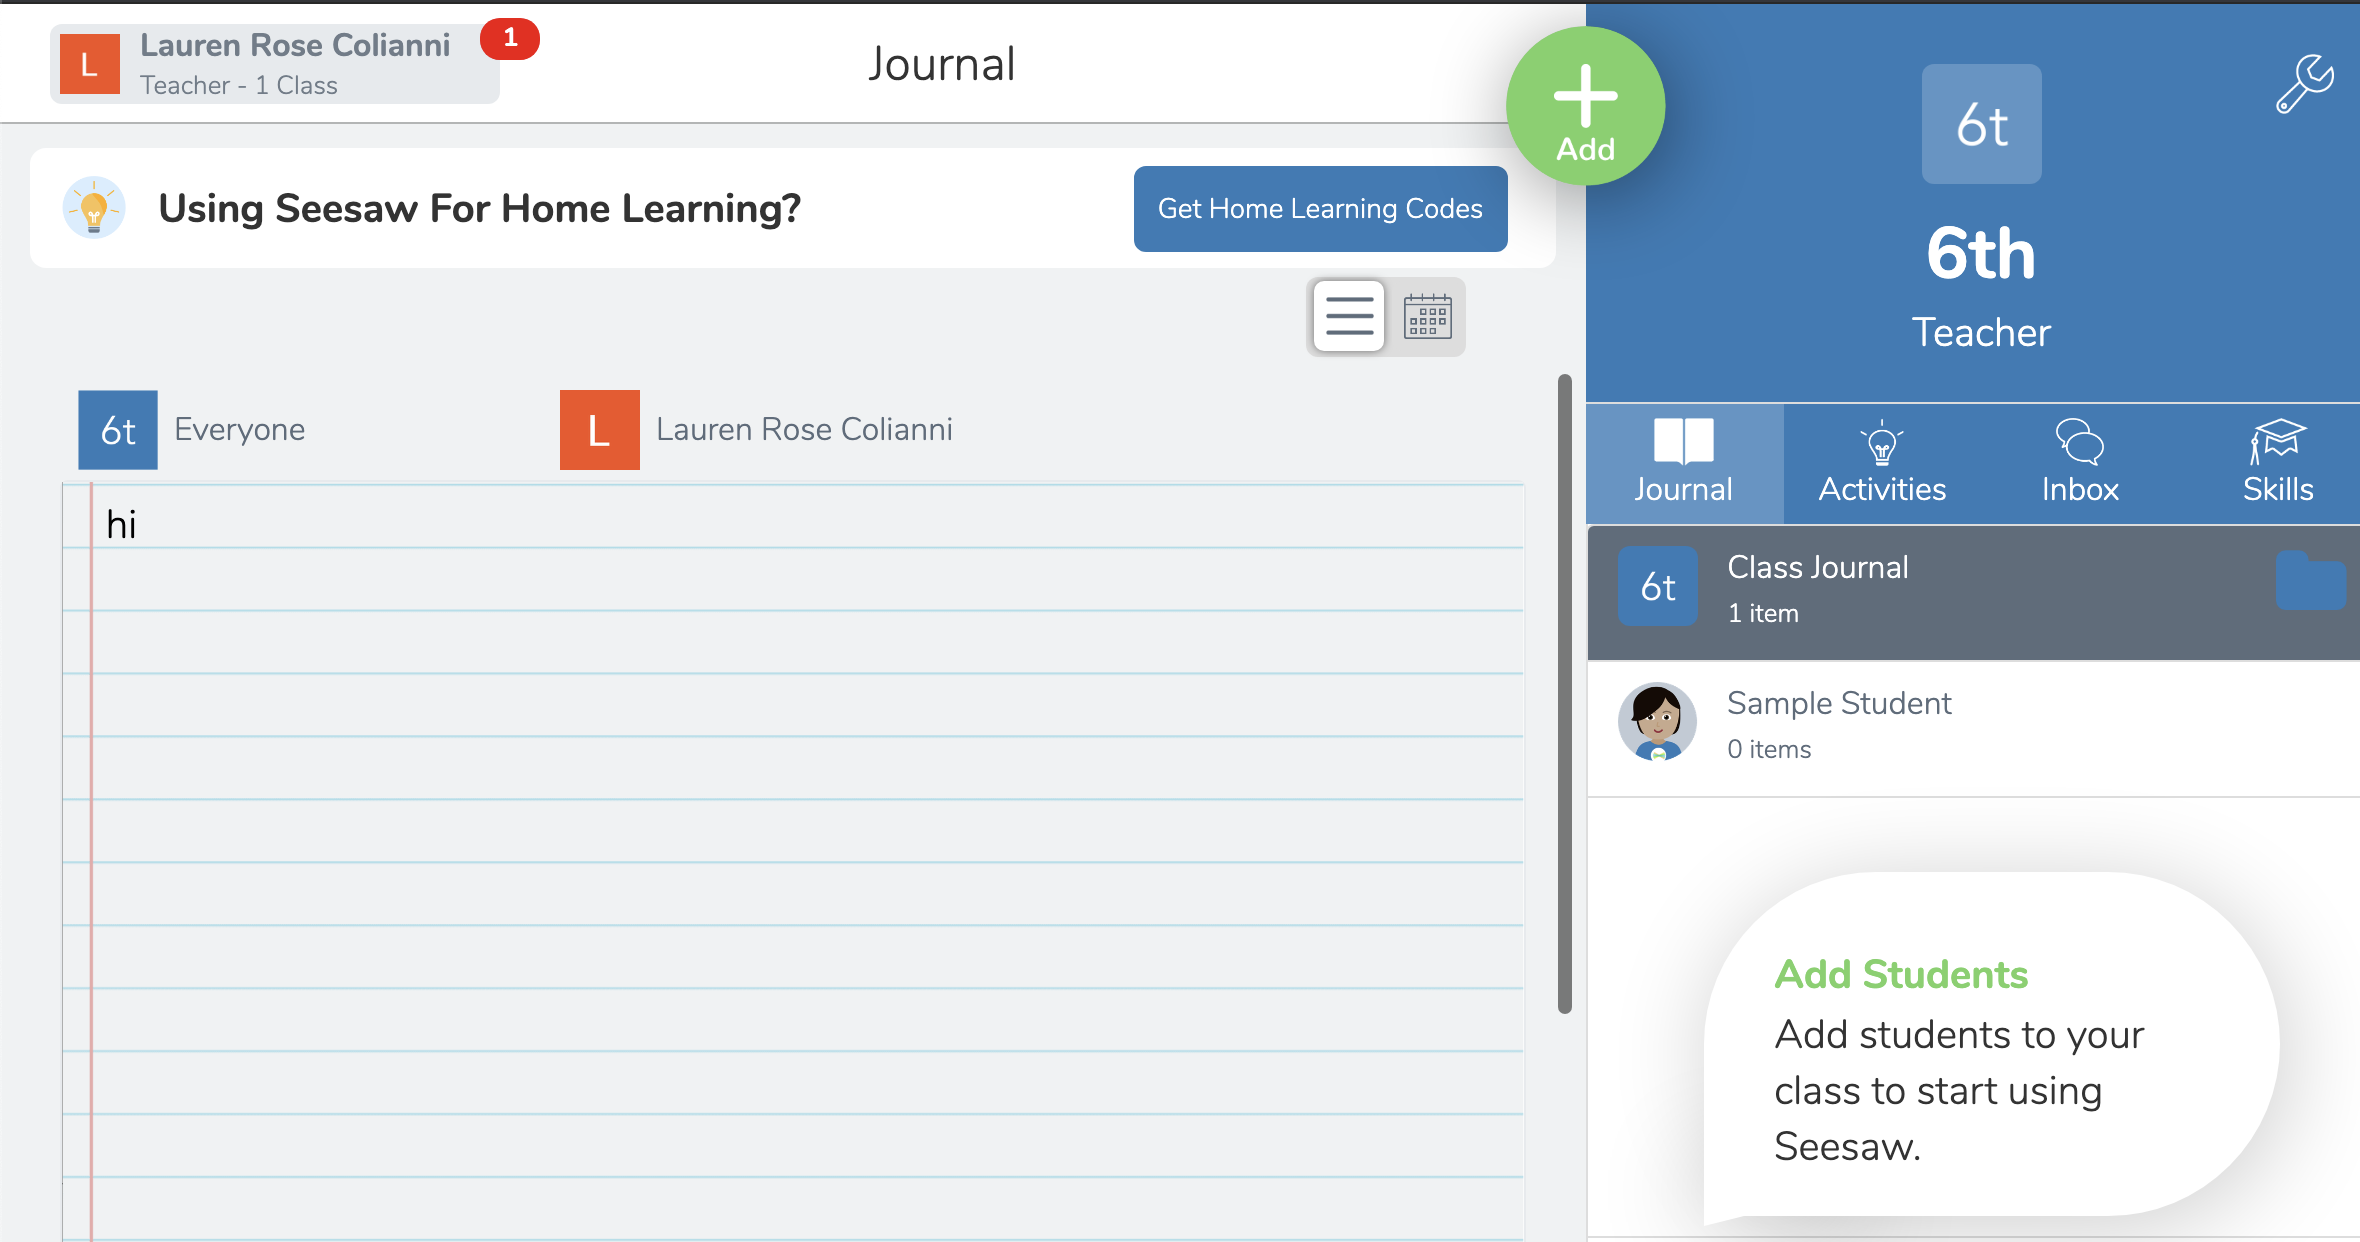 L
Lauren Rose Colianni
Teacher - 1 Class
1
Journal
Add
Using Seesaw For Home Learning?
Get Home Learning Codes
6t
Everyone
L
Lauren Rose Colianni
hi
6t
6th
Teacher
Journal
Activities
Inbox
Skills
6t
Class Journal
1 item
Sample Student
0 items
Add Students
Add students to your
class to start using
Seesaw.